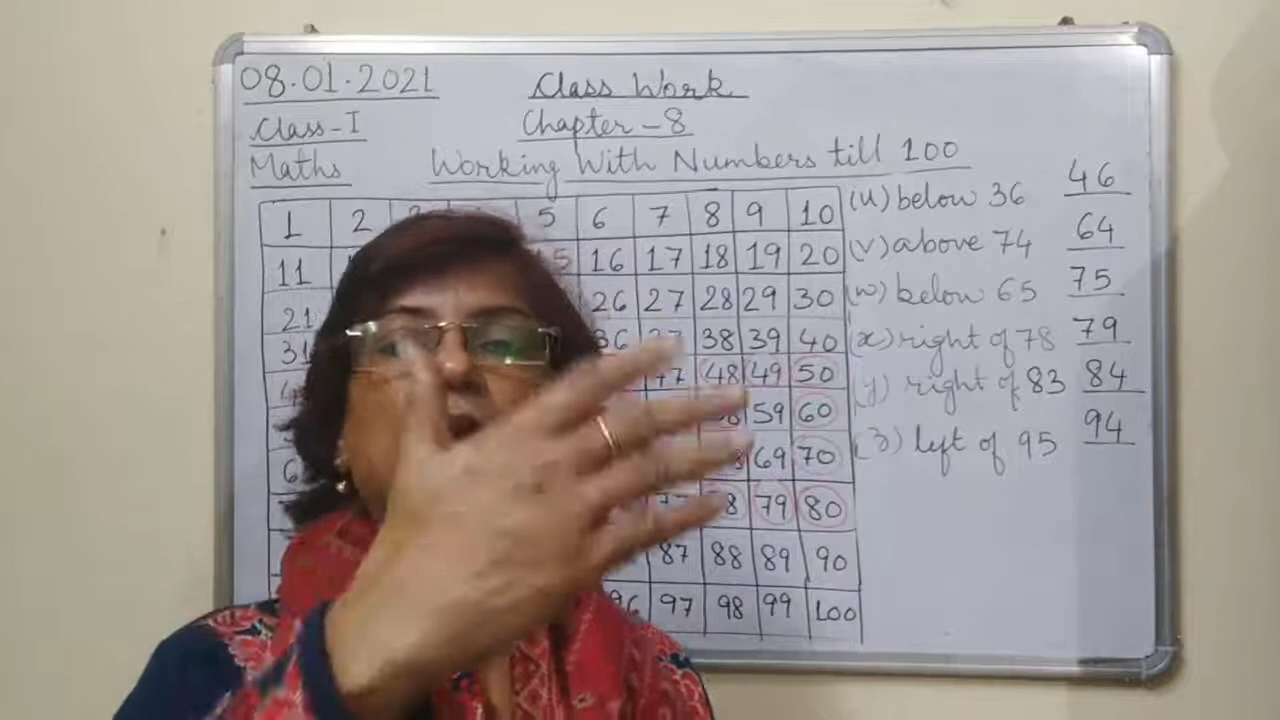 08.01.2021 Class Work
Class-I Chapter-8
Maths Working With Numbers till 100
1 2 5 6 7 8 9 10
11 16 17 18 19 20
21 26 27 28 29 30
31 38 39 40
48 49 50
59 60
69 70
79 80
87 88 89 90
97 98 99 100
(u) below 36 46
(v) above 74 64
(w) below 65 75
(x) right of 78 79
(y) right of 83 84
(z) left of 95 94